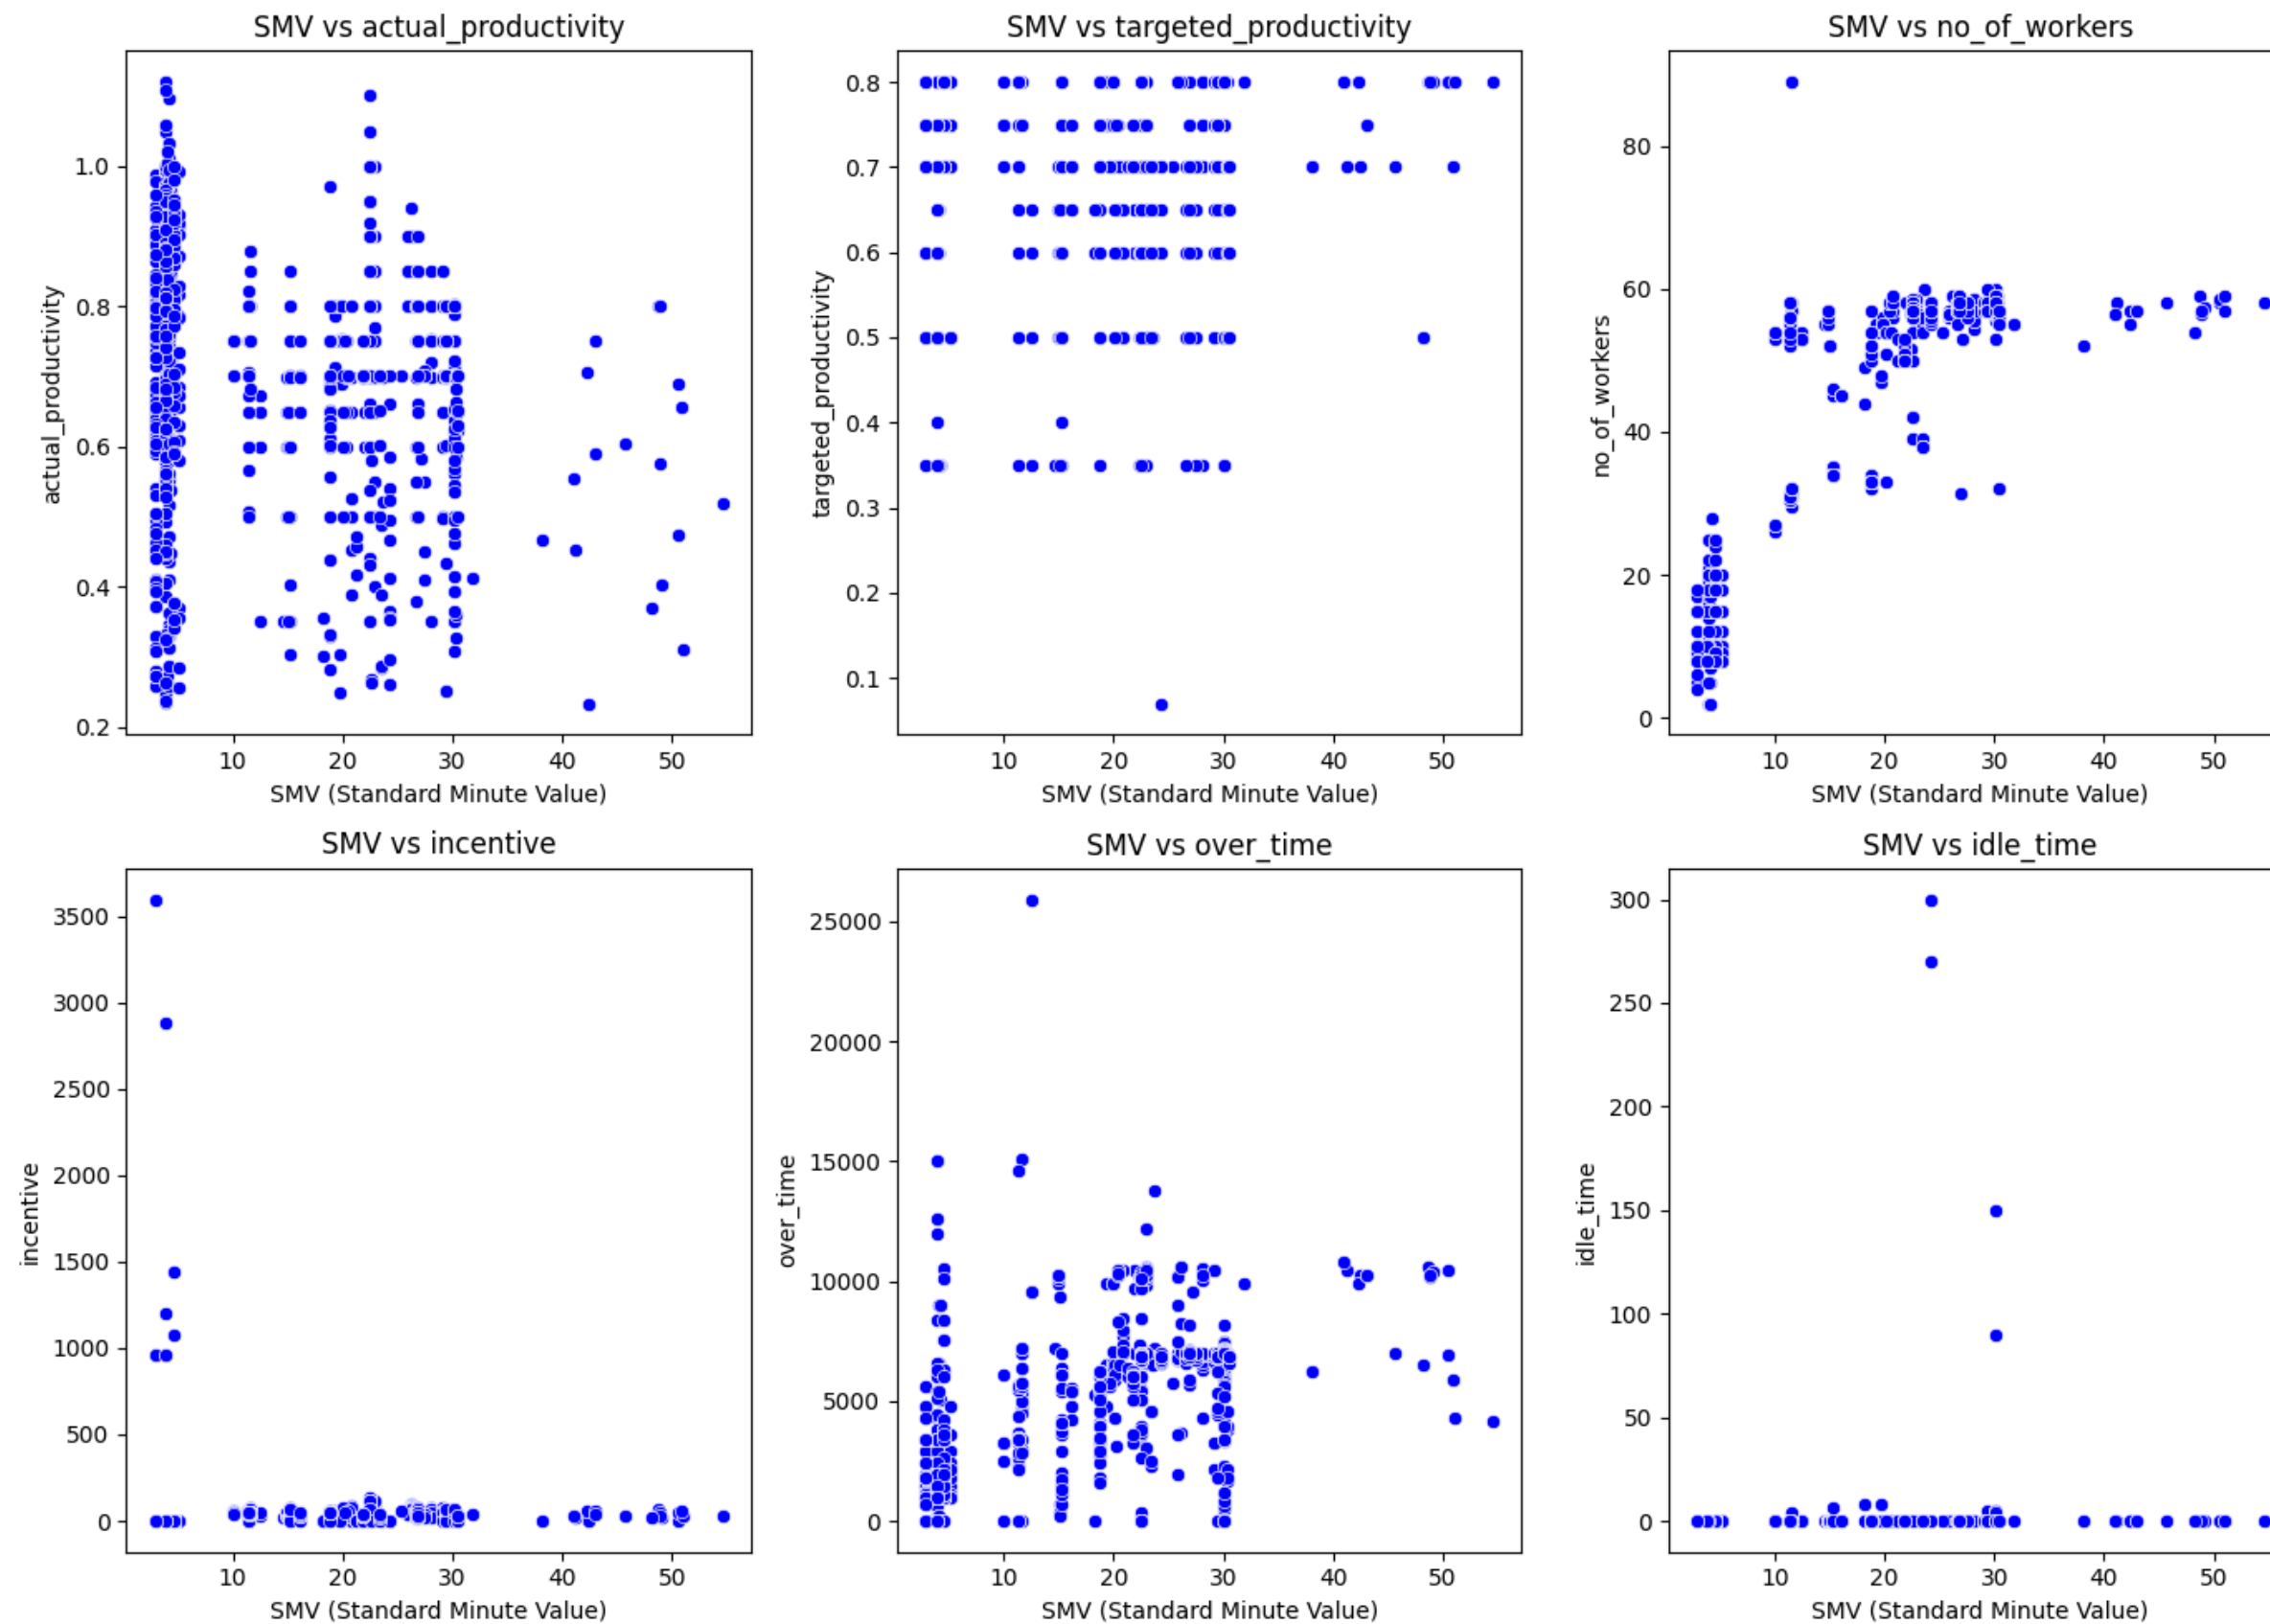 SMV vs actual_productivity
SMV vs targeted_productivity
SMV vs no_of_workers
actual_productivity
1.0
0.8
0.6
0.4
0.2
10 20 30 40 50
SMV (Standard Minute Value)
targeted_productivity
0.8
0.7
0.6
0.5
0.4
0.3
0.2
0.1
10 20 30 40 50
SMV (Standard Minute Value)
no_of_workers
80
60
40
20
0
10 20 30 40 50
SMV (Standard Minute Value)
SMV vs incentive
SMV vs over_time
SMV vs idle_time
incentive
3500
3000
2500
2000
1500
1000
500
0
10 20 30 40 50
SMV (Standard Minute Value)
over_time
25000
20000
15000
10000
5000
0
10 20 30 40 50
SMV (Standard Minute Value)
idle_time
300
250
200
150
100
50
0
10 20 30 40 50
SMV (Standard Minute Value)